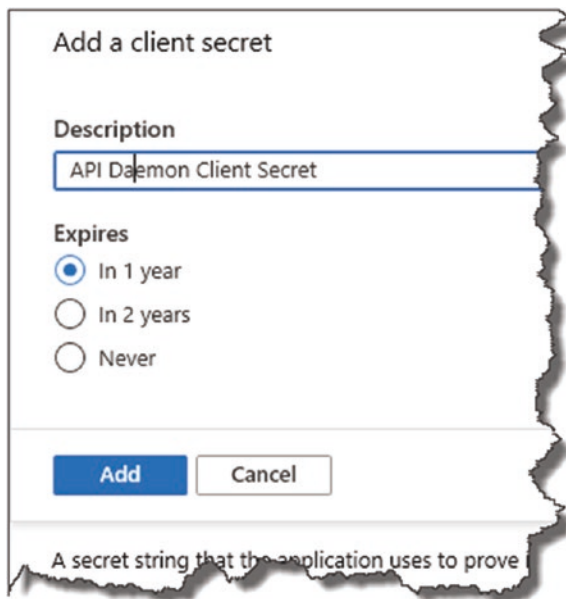 Add a client secret
Description
API Daemon Client Secret
Expires
In 1 year
In 2 years
Never
Add
Cancel
A secret string that the application uses to prove